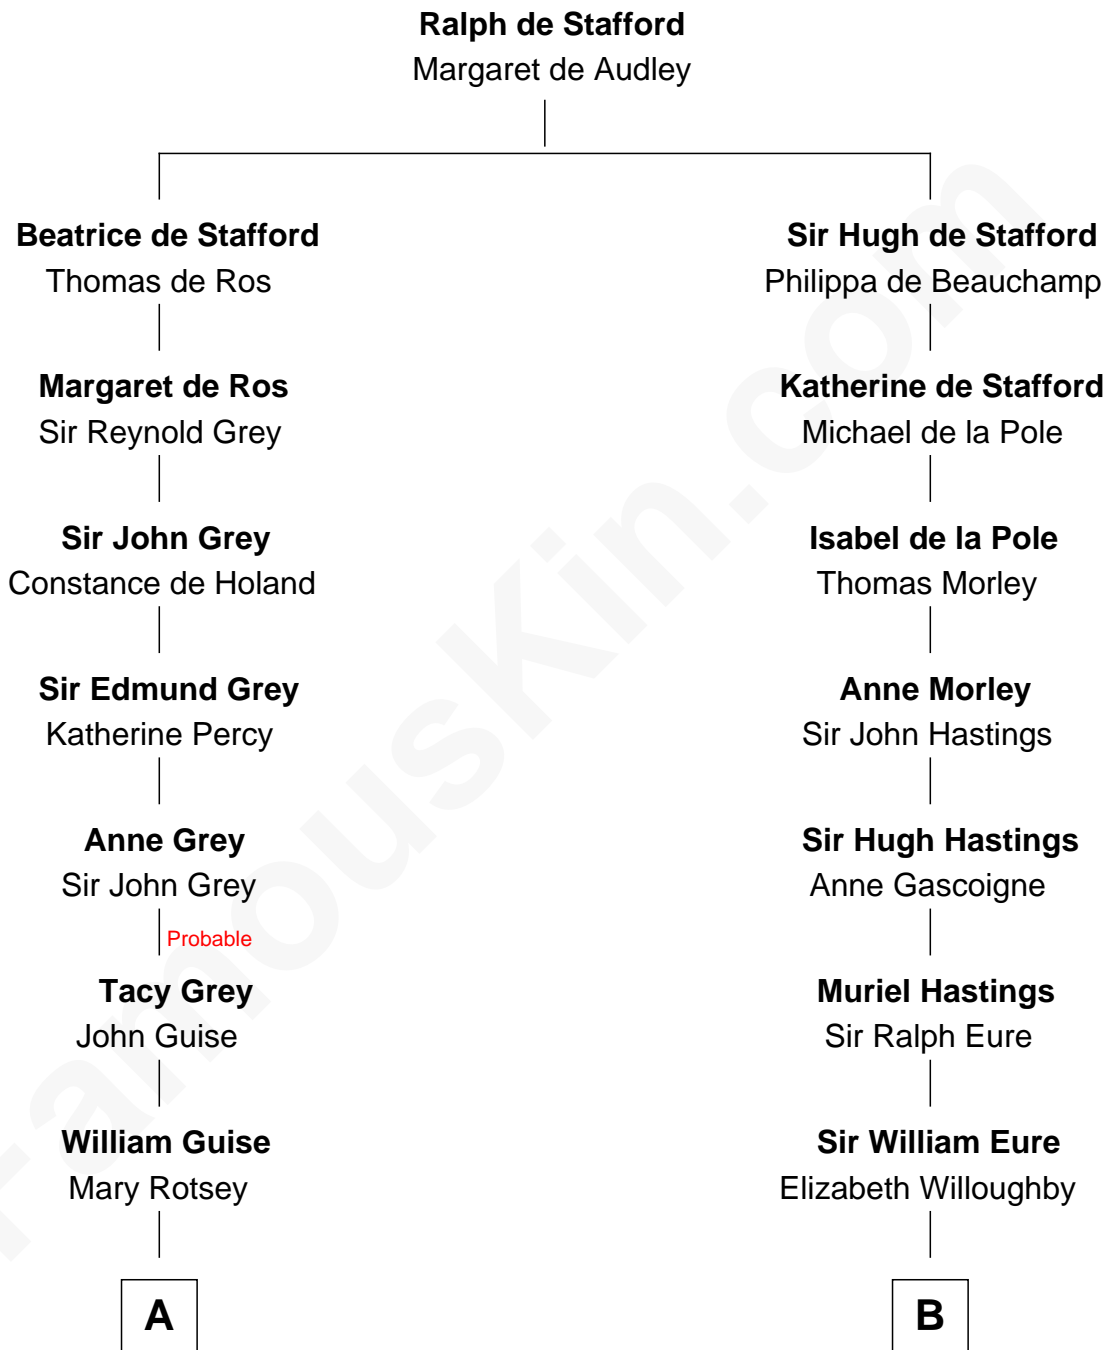 Ralph de Stafford
Margaret de Audley
Beatrice de Stafford
Thomas de Ros
Margaret de Ros
Sir Reynold Grey
Sir John Grey
Constance de Holand
Sir Edmund Grey
Katherine Percy
Anne Grey
Sir John Grey
Probable
Tacy Grey
John Guise
William Guise
Mary Rotsey
A
Sir Hugh de Stafford
Philippa de Beauchamp
Katherine de Stafford
Michael de la Pole
Isabel de la Pole
Thomas Morley
Anne Morley
Sir John Hastings
Sir Hugh Hastings
Anne Gascoigne
Muriel Hastings
Sir Ralph Eure
Sir William Eure
Elizabeth Willoughby
B
FamousKin.com